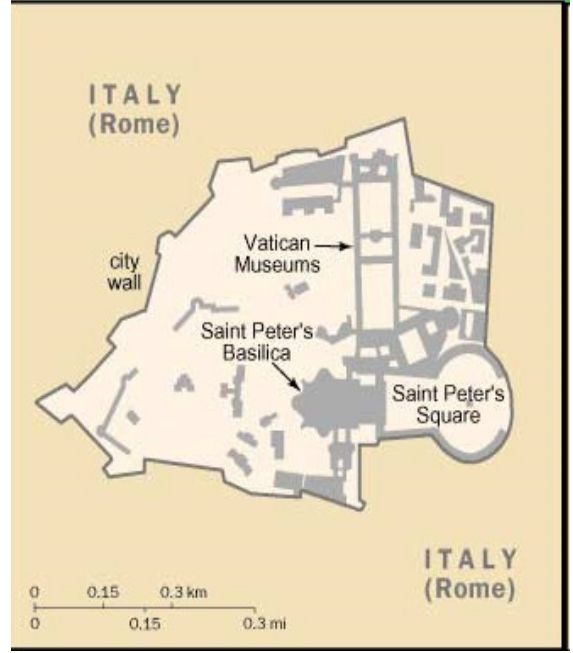 ITALY
(Rome)
Vatican
Museums
city
wall
Saint Peter's
Basilica
Saint Peter's
Square
ITALY
(Rome)
0 0.15 0.3 km
0 0.15 0.3 mi